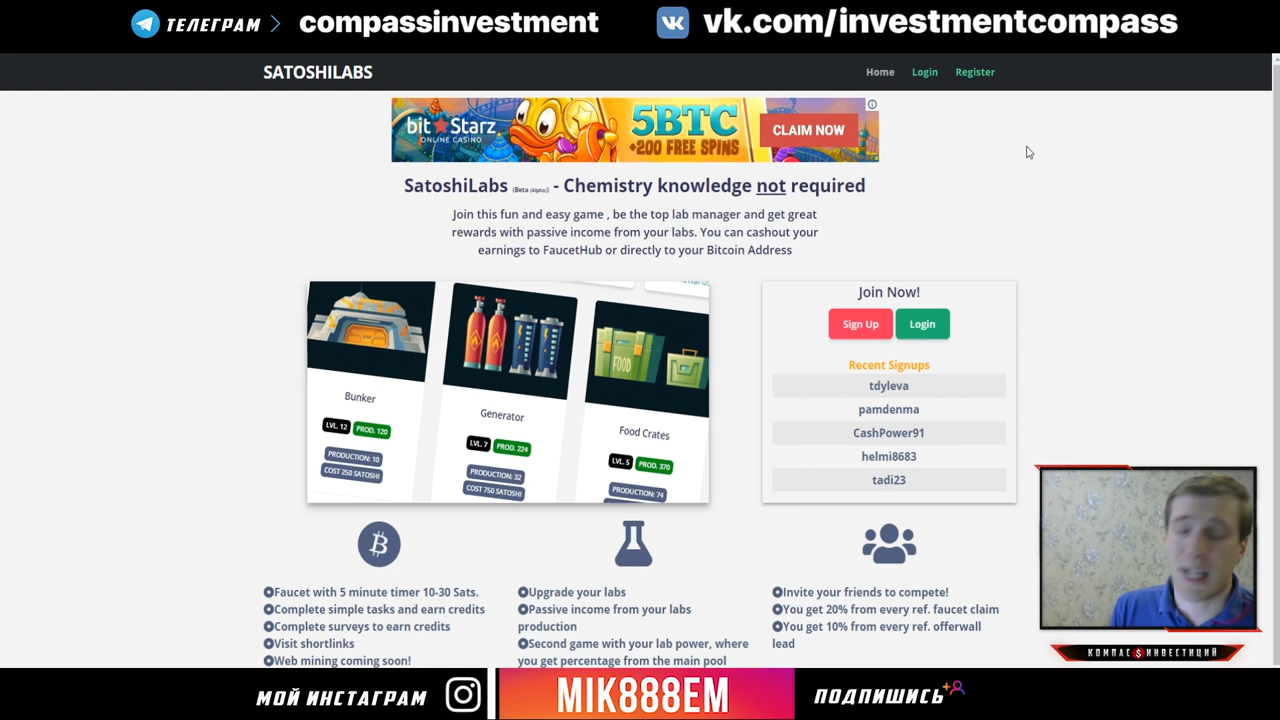 ТЕЛЕГРАМ
compassinvestment
vk.com/investmentcompass
SATOSHILABS
Home
Login
Register
bit★Starz
ONLINE CASINO
5BTC
+200 FREE SPINS
CLAIM NOW
SatoshiLabs (Beta (Alpha)) - Chemistry knowledge not required
Join this fun and easy game , be the top lab manager and get great
rewards with passive income from your labs. You can cashout your
earnings to FaucetHub or directly to your Bitcoin Address
Bunker
LVL. 12
PROD. 120
PRODUCTION: 10
COST 250 SATOSHI
Generator
LVL. 7
PROD. 224
PRODUCTION: 32
COST 750 SATOSHI
FOOD
Food Crates
LVL. 5
PROD. 370
PRODUCTION: 74
Join Now!
Sign Up
Login
Recent Signups
tdyleva
pamdenma
CashPower91
helmi8683
tadi23
Faucet with 5 minute timer 10-30 Sats.
Complete simple tasks and earn credits
Complete surveys to earn credits
Visit shortlinks
Web mining coming soon!
Upgrade your labs
Passive income from your labs
production
Second game with your lab power, where
you get percentage from the main pool
Invite your friends to compete!
You get 20% from every ref. faucet claim
You get 10% from every ref. offerwall
lead
КОМПАС $ ИНВЕСТИЦИЙ
МОЙ ИНСТАГРАМ
MIK888EM
ПОДПИШИСЬ